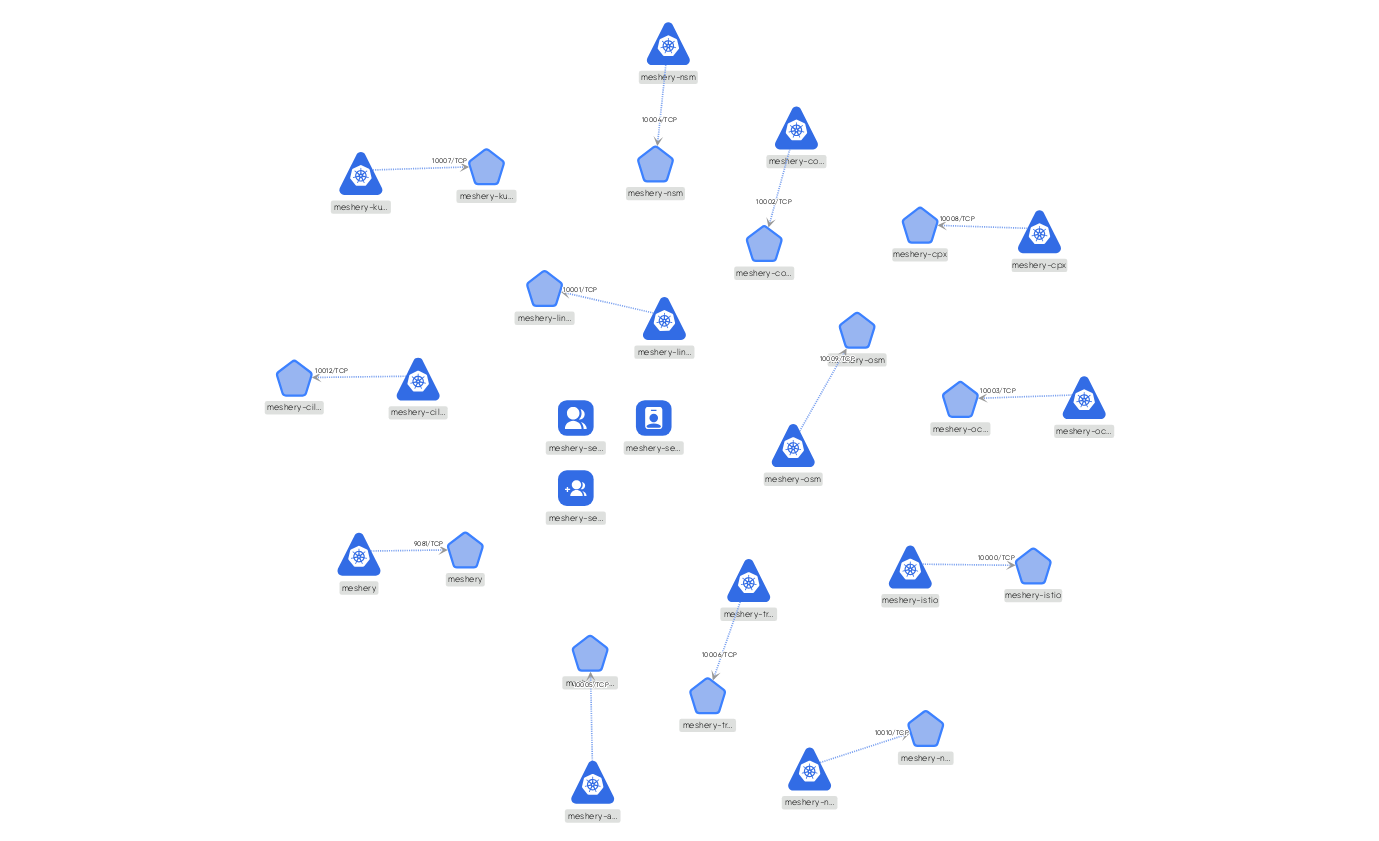 meshery-nsm
10004/TCP
meshery-nsm
meshery-co...
10002/TCP
meshery-co...
10007/TCP
meshery-ku...
meshery-ku...
10008/TCP
meshery-cpx
meshery-cpx
10001/TCP
meshery-lin...
meshery-lin...
10009/TCP
meshery-osm
10012/TCP
meshery-cil...
meshery-cil...
10003/TCP
meshery-oc...
meshery-oc...
meshery-se...
meshery-se...
meshery-osm
meshery-se...
9081/TCP
meshery
meshery
10000/TCP
meshery-istio
meshery-istio
meshery-tr...
10006/TCP
meshery-tr...
10005/TCP
meshery-a...
10010/TCP
meshery-n...
meshery-n...